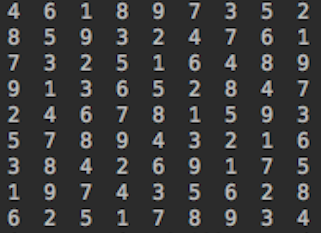 4 6 1 8 9 7 3 5 2
8 5 9 3 2 4 7 6 1
7 3 2 5 1 6 4 8 9
9 1 3 6 5 2 8 4 7
2 4 6 7 8 1 5 9 3
5 7 8 9 4 3 2 1 6
3 8 4 2 6 9 1 7 5
1 9 7 4 3 5 6 2 8
6 2 5 1 7 8 9 3 4